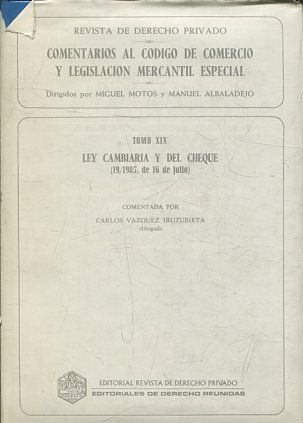 REVISTA DE DERECHO PRIVADO
COMENTARIOS AL CODIGO DE COMERCIO
Y LEGISLACION MERCANTIL ESPECIAL
Dirigidos por MIGUEL MOTOS y MANUEL ALBALADEJO
TOMO XIX
LEY CAMBIARIA Y DEL CHEQUE
(19/1985, de 16 de julio)
COMENTADA POR
CARLOS VAZQUEZ IRUZUBIETA
Abogado
EDITORIAL REVISTA DE DERECHO PRIVADO
EDITORIALES DE DERECHO REUNIDAS